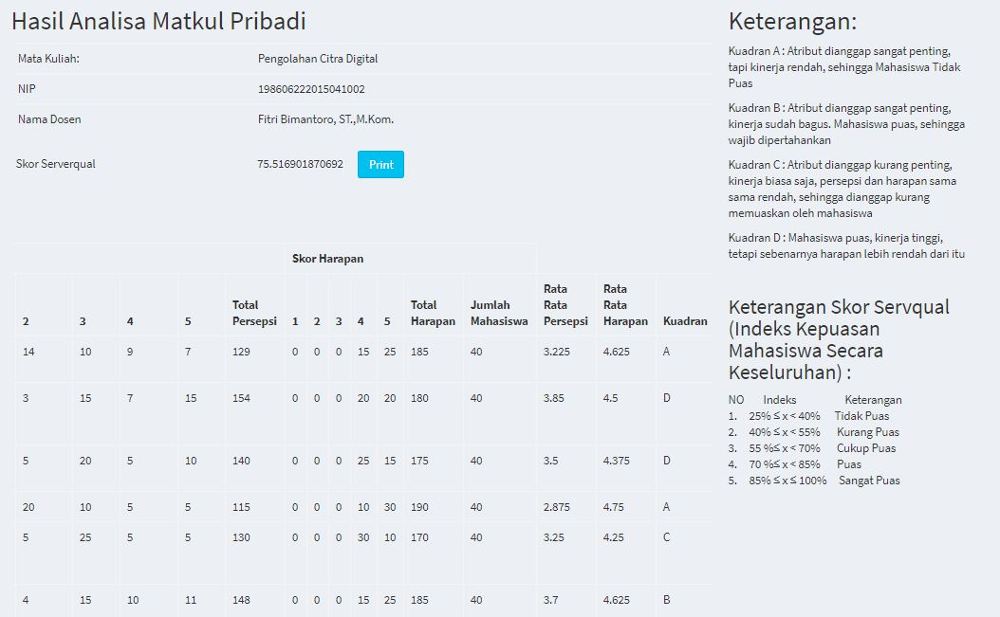 Hasil Analisa Matkul Pribadi
Mata Kuliah: Pengolahan Citra Digital
NIP 198606222015041002
Nama Dosen Fitri Bimantoro, ST.,M.Kom.
Skor Serverqual 75.516901870692 Print
Skor Harapan
2 3 4 5 Total Persepsi 1 2 3 4 5 Total Harapan Jumlah Mahasiswa Rata Rata Persepsi Rata Rata Harapan Kuadran
14 10 9 7 129 0 0 0 15 25 185 40 3.225 4.625 A
3 15 7 15 154 0 0 0 20 20 180 40 3.85 4.5 D
5 20 5 10 140 0 0 0 25 15 175 40 3.5 4.375 D
20 10 5 5 115 0 0 0 10 30 190 40 2.875 4.75 A
5 25 5 5 130 0 0 0 30 10 170 40 3.25 4.25 C
4 15 10 11 148 0 0 0 15 25 185 40 3.7 4.625 B
Keterangan:
Kuadran A : Atribut dianggap sangat penting,
tapi kinerja rendah, sehingga Mahasiswa Tidak
Puas
Kuadran B : Atribut dianggap sangat penting,
kinerja sudah bagus. Mahasiswa puas, sehingga
wajib dipertahankan
Kuadran C : Atribut dianggap kurang penting,
kinerja biasa saja, persepsi dan harapan sama
sama rendah, sehingga dianggap kurang
memuaskan oleh mahasiswa
Kuadran D : Mahasiswa puas, kinerja tinggi,
tetapi sebenarnya harapan lebih rendah dari itu
Keterangan Skor Servqual
(Indeks Kepuasan
Mahasiswa Secara
Keseluruhan) :
NO Indeks Keterangan
1. 25% ≤ x < 40% Tidak Puas
2. 40% ≤ x < 55% Kurang Puas
3. 55 %≤ x < 70% Cukup Puas
4. 70 %≤ x < 85% Puas
5. 85% ≤ x ≤ 100% Sangat Puas